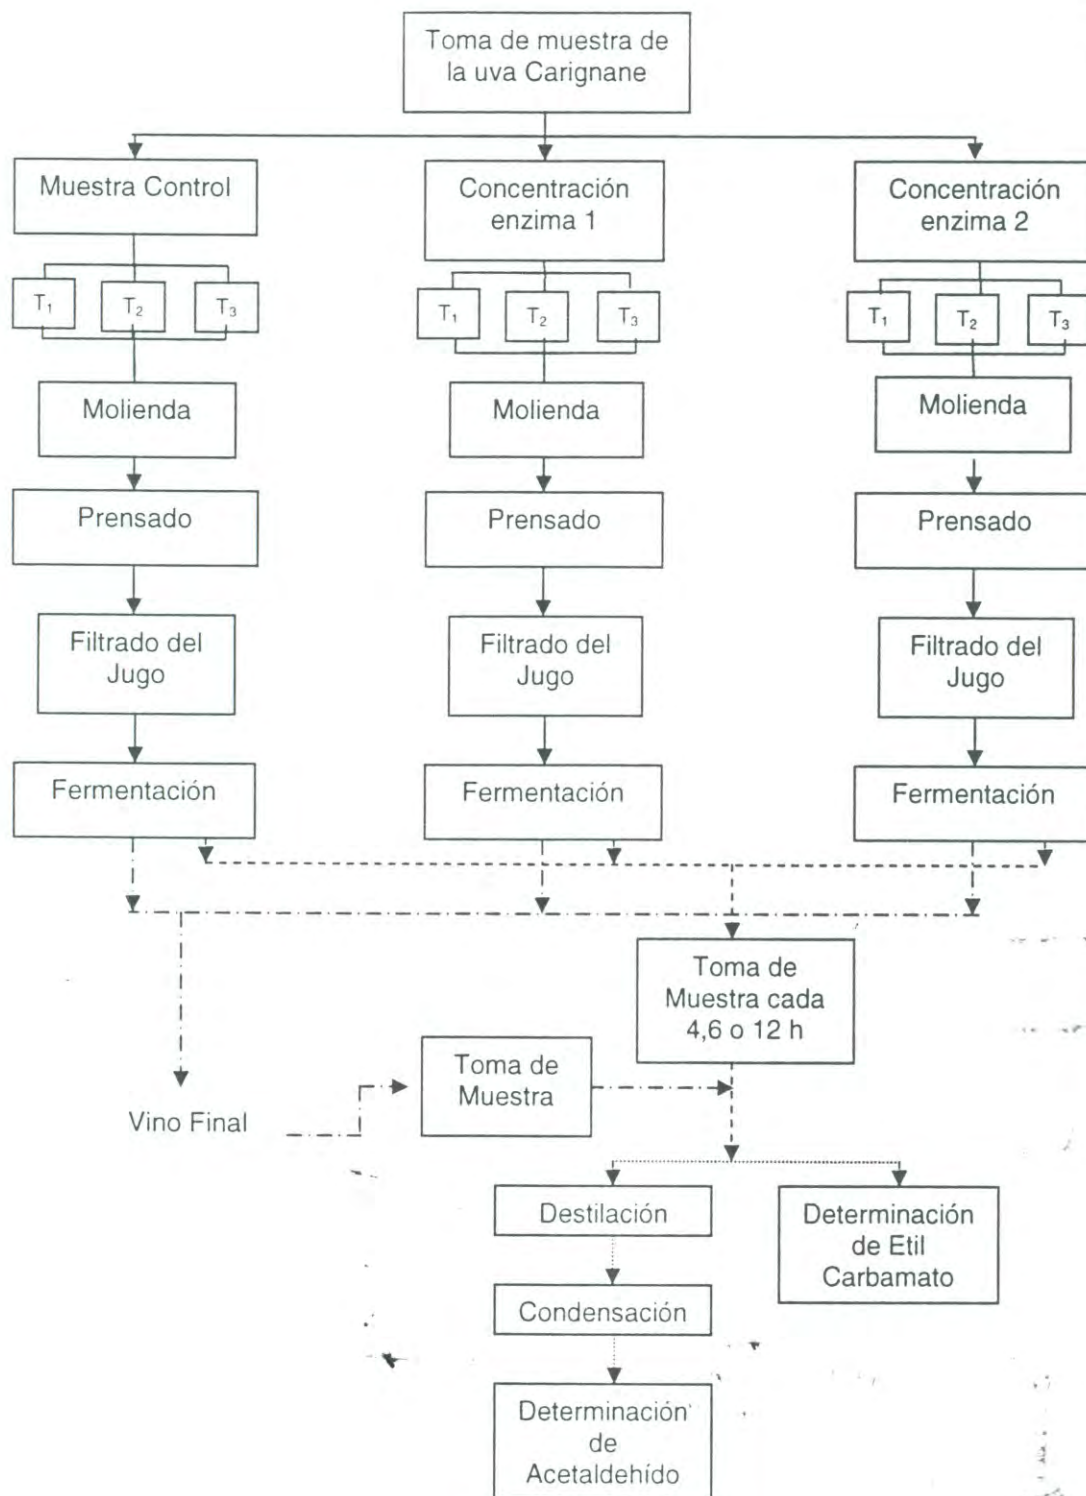 Toma de muestra de
la uva Carignane
Muestra Control
Concentración
enzima 1
Concentración
enzima 2
T₁
T₂
T₃
T₁
T₂
T₃
T₁
T₂
T₃
Molienda
Molienda
Molienda
Prensado
Prensado
Prensado
Filtrado del
Jugo
Filtrado del
Jugo
Filtrado del
Jugo
Fermentación
Fermentación
Fermentación
Toma de
Muestra cada
4,6 o 12 h
Toma de
Muestra
Vino Final
Destilación
Determinación
de Etil
Carbamato
Condensación
Determinación
de
Acetaldehído